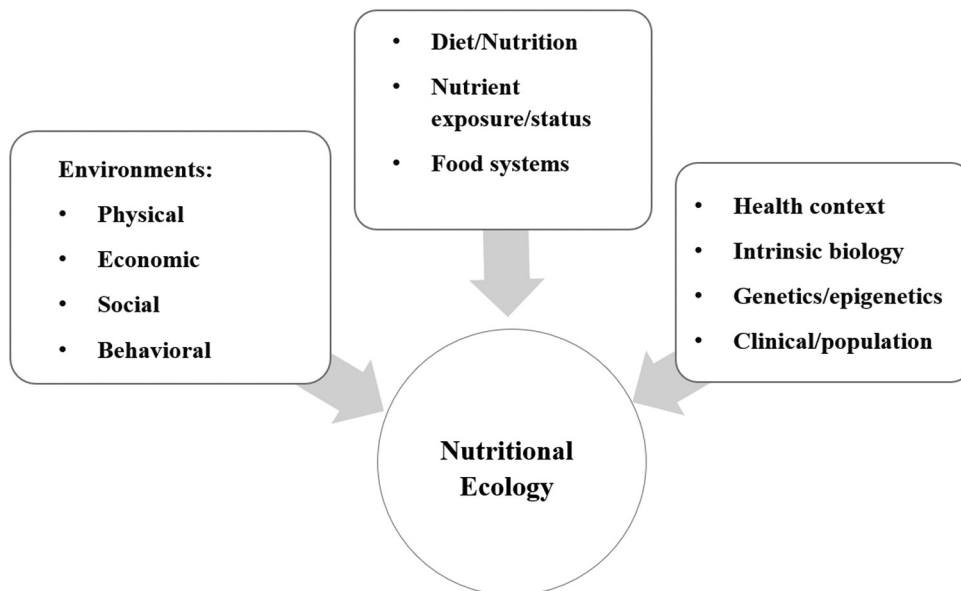 Environments:
• Physical
• Economic
• Social
• Behavioral
• Diet/Nutrition
• Nutrient
exposure/status
• Food systems
• Health context
• Intrinsic biology
• Genetics/epigenetics
• Clinical/population
Nutritional
Ecology